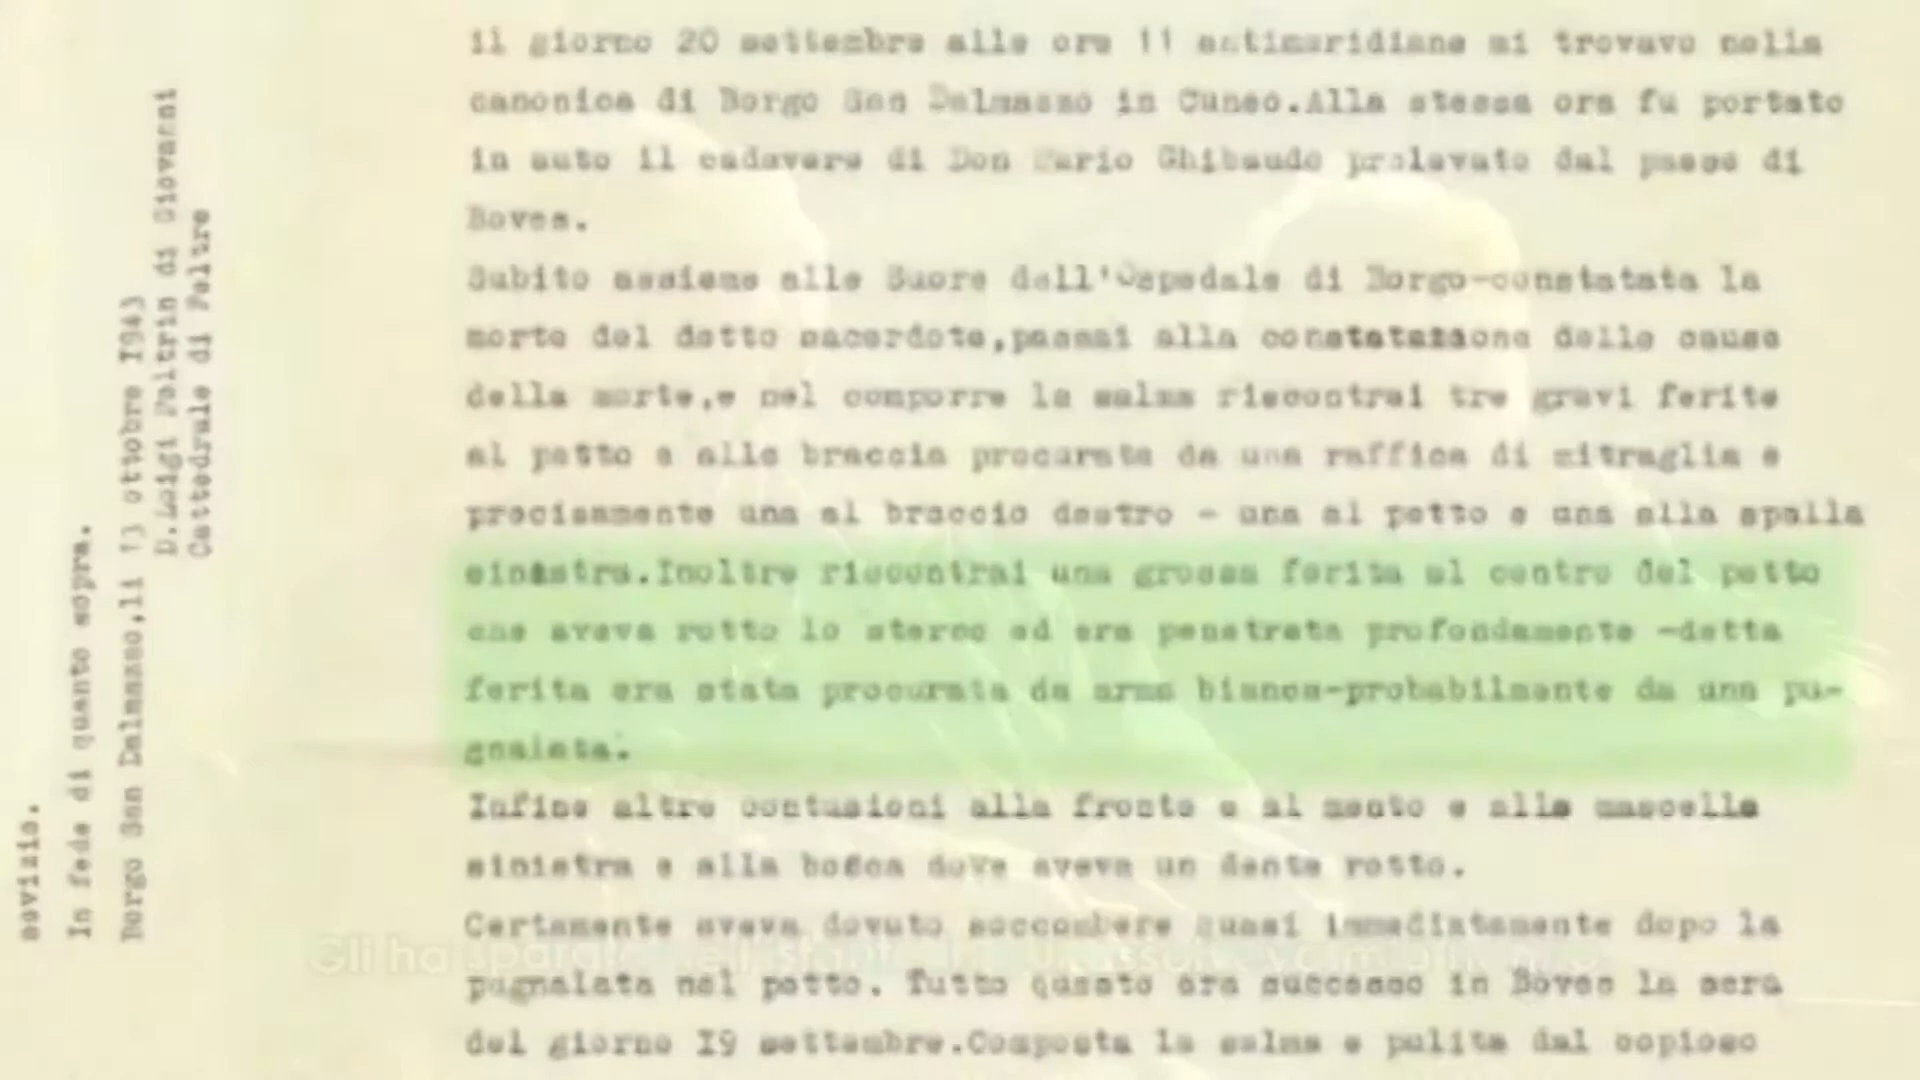 il giorno 20 settembre alle ore 11 antimeridiane mi trovavo nella
canonica di Borgo San Dalmazzo in Cuneo.Alla stessa ora fu portato
in auto il cadavere di Don Mario Ghibaudo prelevato dal paese di
Boves.
Subito assieme alle Suore dell'Ospedale di Borgo-constatata la
morte del detto sacerdote,passai alla constatazione delle cause
della morte,e nel comporre la salma riscontrai tre gravi ferite
al petto e alle braccia procurate da una raffica di mitraglia e
precisamente una al braccio destro - una al petto e una alla spalla
sinistra.Inoltre riscontrai una grossa ferita al centro del petto
che aveva rotto lo sterno ed era penetrata profondamente -detta
ferita era stata procurata da arma bianca-probabilmente da una pu-
gnalata.
Infine altre contusioni alla fronte e al mento e alla mascella
sinistra e alla bocca dove aveva un dente rotto.
Certamente aveva dovuto soccombere quasi immediatamente dopo la
pugnalata nel petto. Tutto questo era successo in Boves la sera
del giorno I9 settembre.Composta la salma e pulita dal copioso
In fede di quanto sopra.
Borgo San Dalmazzo,li 13 ottobre I943
D.Luigi Peltrin di Giovanni
Cattedrale di Feltre
Gli ha